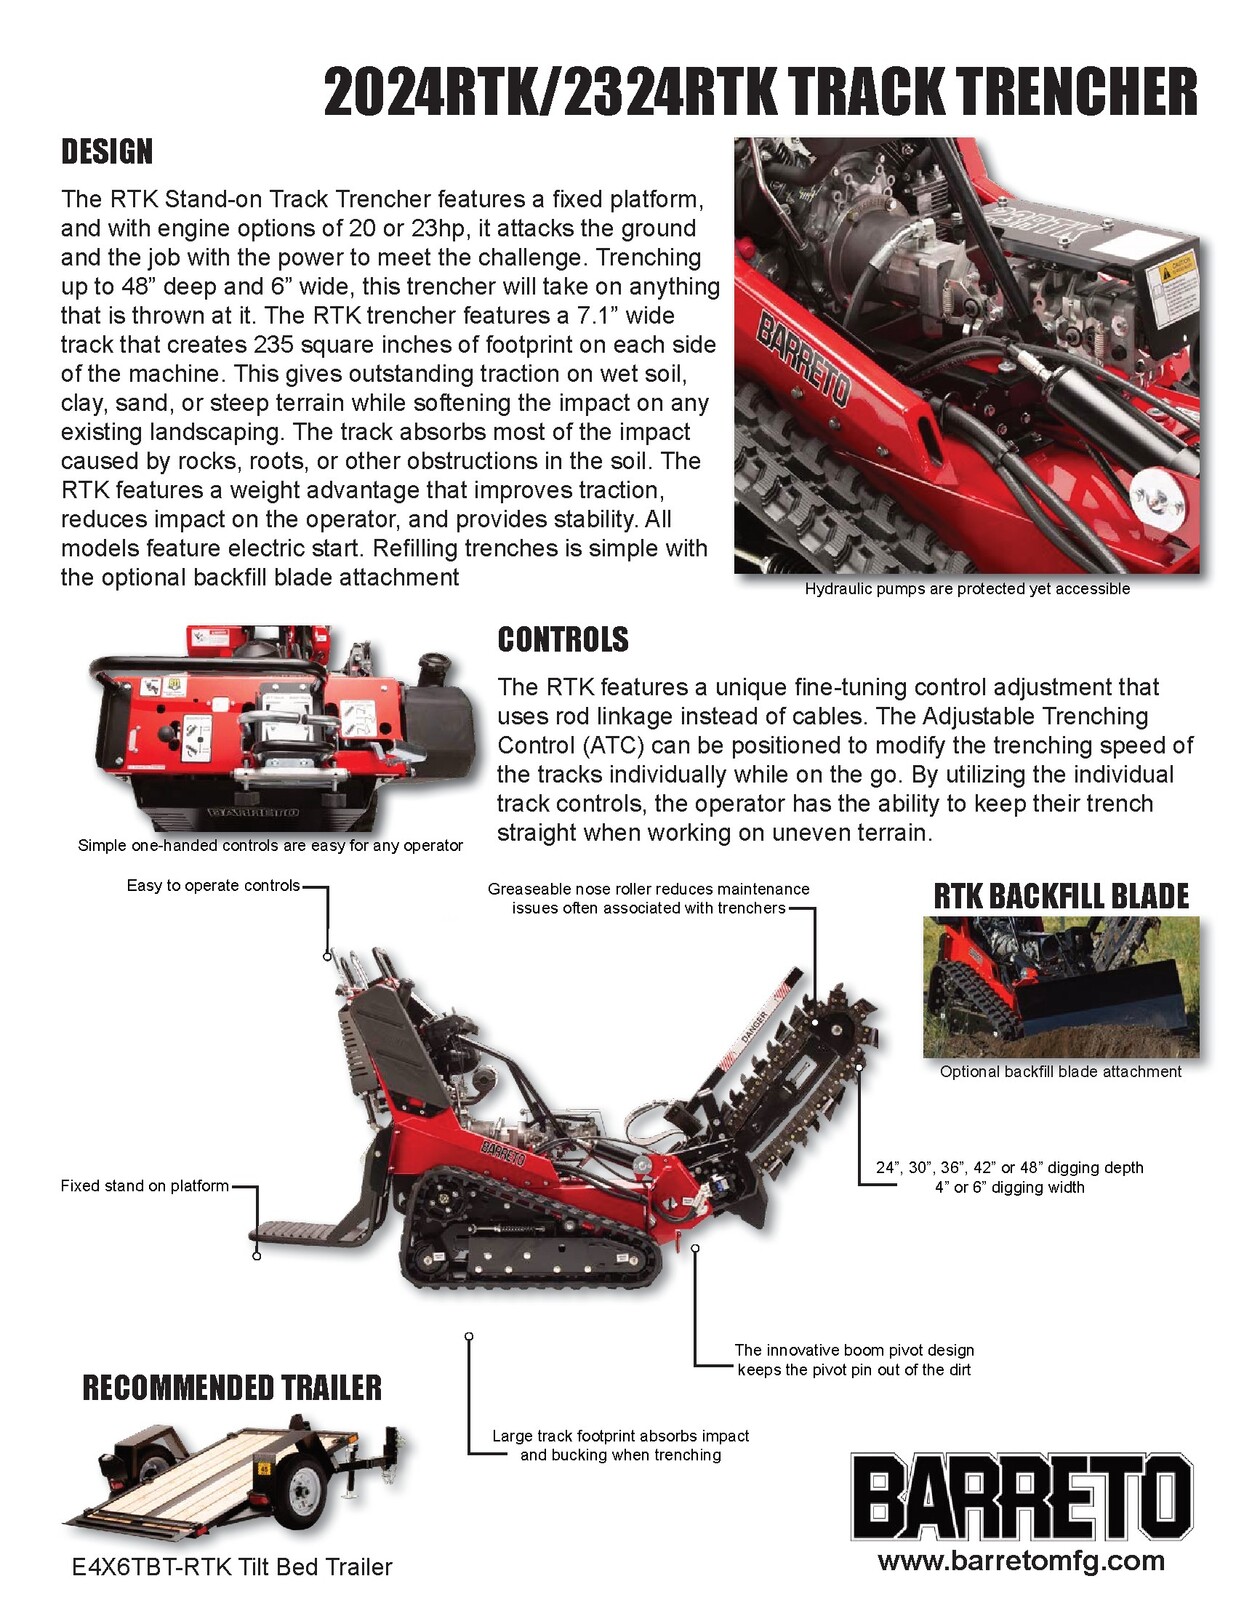 2024RTK/2324RTK TRACK TRENCHER
DESIGN
The RTK Stand-on Track Trencher features a fixed platform,
and with engine options of 20 or 23hp, it attacks the ground
and the job with the power to meet the challenge. Trenching
up to 48” deep and 6” wide, this trencher will take on anything
that is thrown at it. The RTK trencher features a 7.1” wide
track that creates 235 square inches of footprint on each side
of the machine. This gives outstanding traction on wet soil,
clay, sand, or steep terrain while softening the impact on any
existing landscaping. The track absorbs most of the impact
caused by rocks, roots, or other obstructions in the soil. The
RTK features a weight advantage that improves traction,
reduces impact on the operator, and provides stability. All
models feature electric start. Refilling trenches is simple with
the optional backfill blade attachment
BARRETO
CAUTION
Hydraulic pumps are protected yet accessible
BARRETO
Simple one-handed controls are easy for any operator
CONTROLS
The RTK features a unique fine-tuning control adjustment that
uses rod linkage instead of cables. The Adjustable Trenching
Control (ATC) can be positioned to modify the trenching speed of
the tracks individually while on the go. By utilizing the individual
track controls, the operator has the ability to keep their trench
straight when working on uneven terrain.
Easy to operate controls
Greaseable nose roller reduces maintenance
issues often associated with trenchers
RTK BACKFILL BLADE
BARRETO
Optional backfill blade attachment
DANGER
BARRETO
24”, 30”, 36”, 42” or 48” digging depth
4” or 6” digging width
Fixed stand on platform
The innovative boom pivot design
keeps the pivot pin out of the dirt
Large track footprint absorbs impact
and bucking when trenching
RECOMMENDED TRAILER
E4X6TBT-RTK Tilt Bed Trailer
BARRETO
www.barretomfg.com